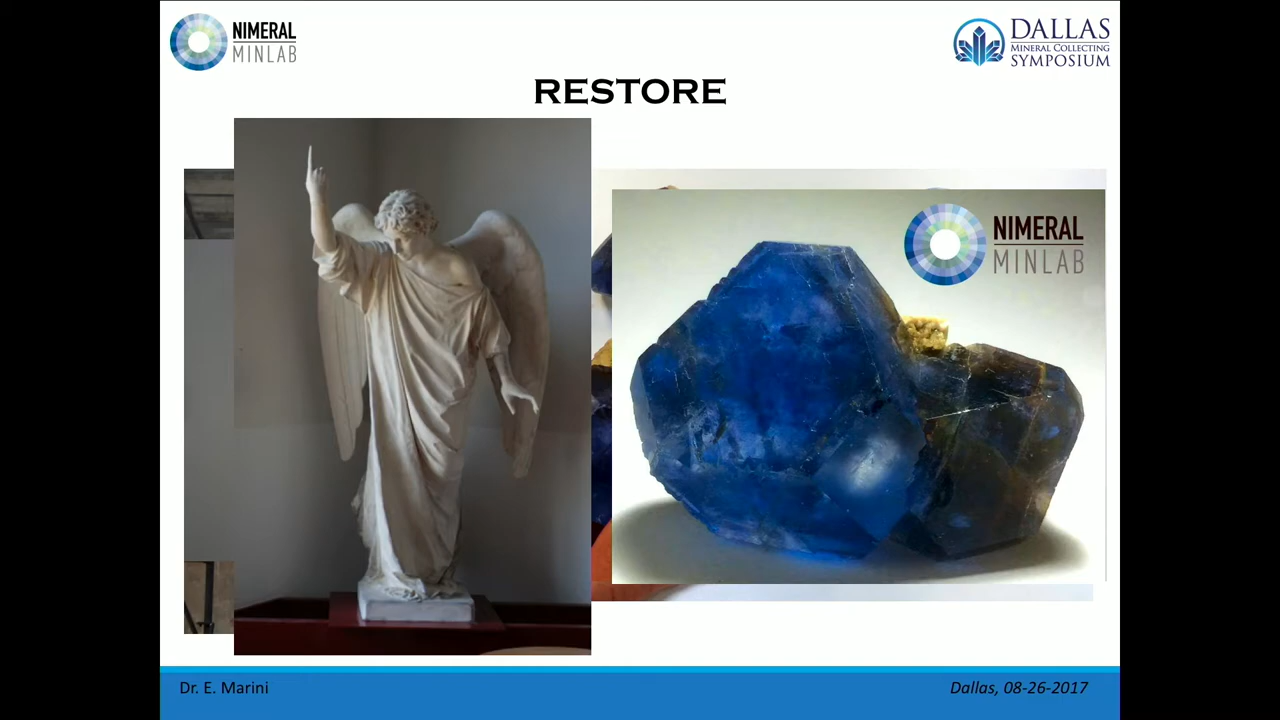 NIMERAL
MINLAB
DALLAS
MINERAL COLLECTING
SYMPOSIUM
RESTORE
NIMERAL
MINLAB
Dr. E. Marini
Dallas, 08-26-2017